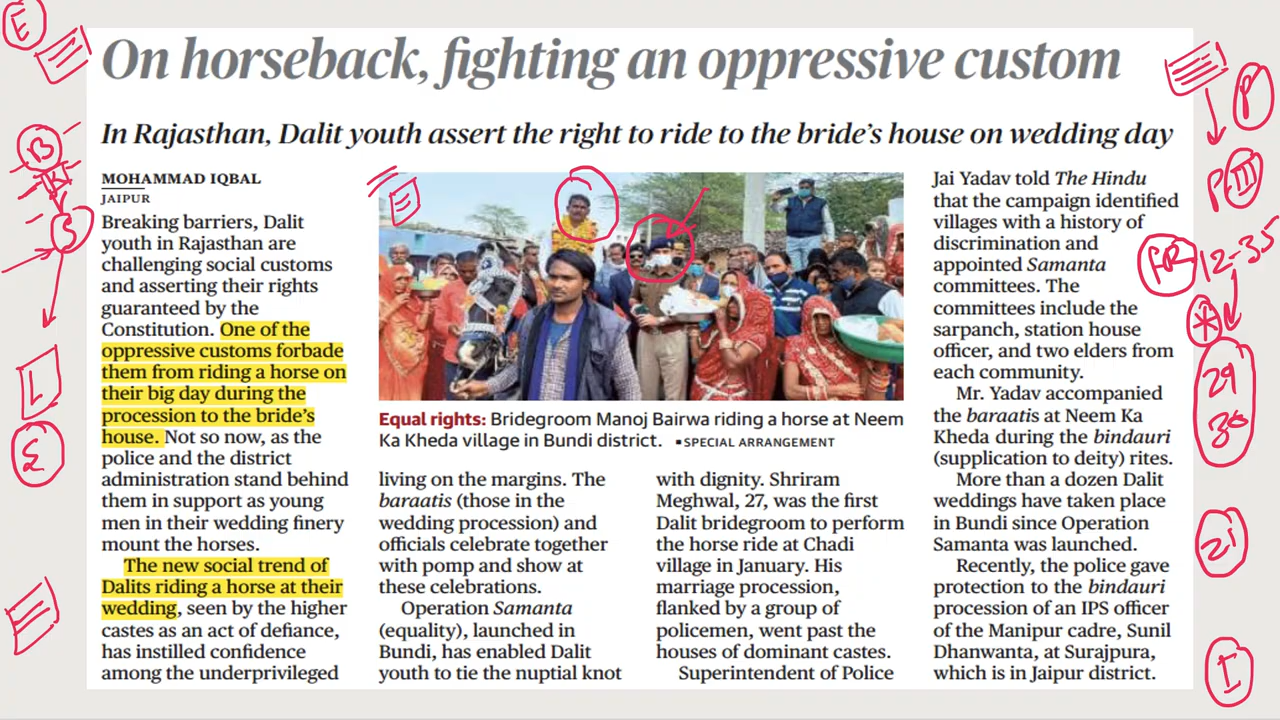 On horseback, fighting an oppressive custom
In Rajasthan, Dalit youth assert the right to ride to the bride's house on wedding day
MOHAMMAD IQBAL
JAIPUR
Breaking barriers, Dalit
youth in Rajasthan are
challenging social customs
and asserting their rights
guaranteed by the
Constitution. One of the
oppressive customs forbade
them from riding a horse on
their big day during the
procession to the bride's
house. Not so now, as the
police and the district
administration stand behind
them in support as young
men in their wedding finery
mount the horses.
The new social trend of
Dalits riding a horse at their
wedding, seen by the higher
castes as an act of defiance,
has instilled confidence
among the underprivileged
Equal rights: Bridegroom Manoj Bairwa riding a horse at Neem
Ka Kheda village in Bundi district. ▪SPECIAL ARRANGEMENT
living on the margins. The
baraatis (those in the
wedding procession) and
officials celebrate together
with pomp and show at
these celebrations.
Operation Samanta
(equality), launched in
Bundi, has enabled Dalit
youth to tie the nuptial knot
with dignity. Shriram
Meghwal, 27, was the first
Dalit bridegroom to perform
the horse ride at Chadi
village in January. His
marriage procession,
flanked by a group of
policemen, went past the
houses of dominant castes.
Superintendent of Police
Jai Yadav told The Hindu
that the campaign identified
villages with a history of
discrimination and
appointed Samanta
committees. The
committees include the
sarpanch, station house
officer, and two elders from
each community.
Mr. Yadav accompanied
the baraatis at Neem Ka
Kheda during the bindauri
(supplication to deity) rites.
More than a dozen Dalit
weddings have taken place
in Bundi since Operation
Samanta was launched.
Recently, the police gave
protection to the bindauri
procession of an IPS officer
of the Manipur cadre, Sunil
Dhanwanta, at Surajpura,
which is in Jaipur district.
E
B
K
S
L
E
E
P
P III
FR 12-35
29
30
21
I